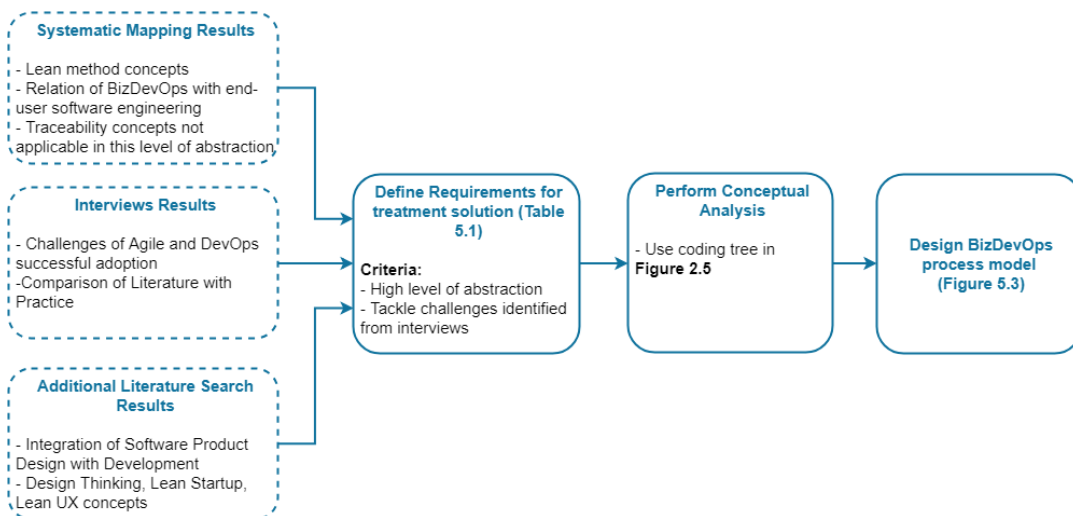 Systematic Mapping Results
- Lean method concepts
- Relation of BizDevOps with end-
user software engineering
- Traceability concepts not
applicable in this level of abstraction
Interviews Results
- Challenges of Agile and DevOps
successful adoption
-Comparison of Literature with
Practice
Additional Literature Search
Results
- Integration of Software Product
Design with Development
- Design Thinking, Lean Startup,
Lean UX concepts
Define Requirements for
treatment solution (Table
5.1)
Criteria:
- High level of abstraction
- Tackle challenges identified
from interviews
Perform Conceptual
Analysis
- Use coding tree in
Figure 2.5
Design BizDevOps
process model
(Figure 5.3)